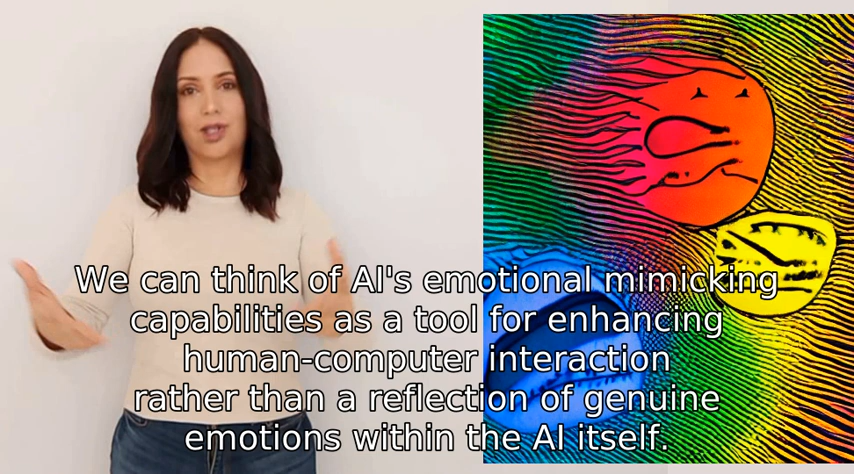 We can think of AI's emotional mimicking
capabilities as a tool for enhancing
human-computer interaction
rather than a reflection of genuine
emotions within the AI itself.